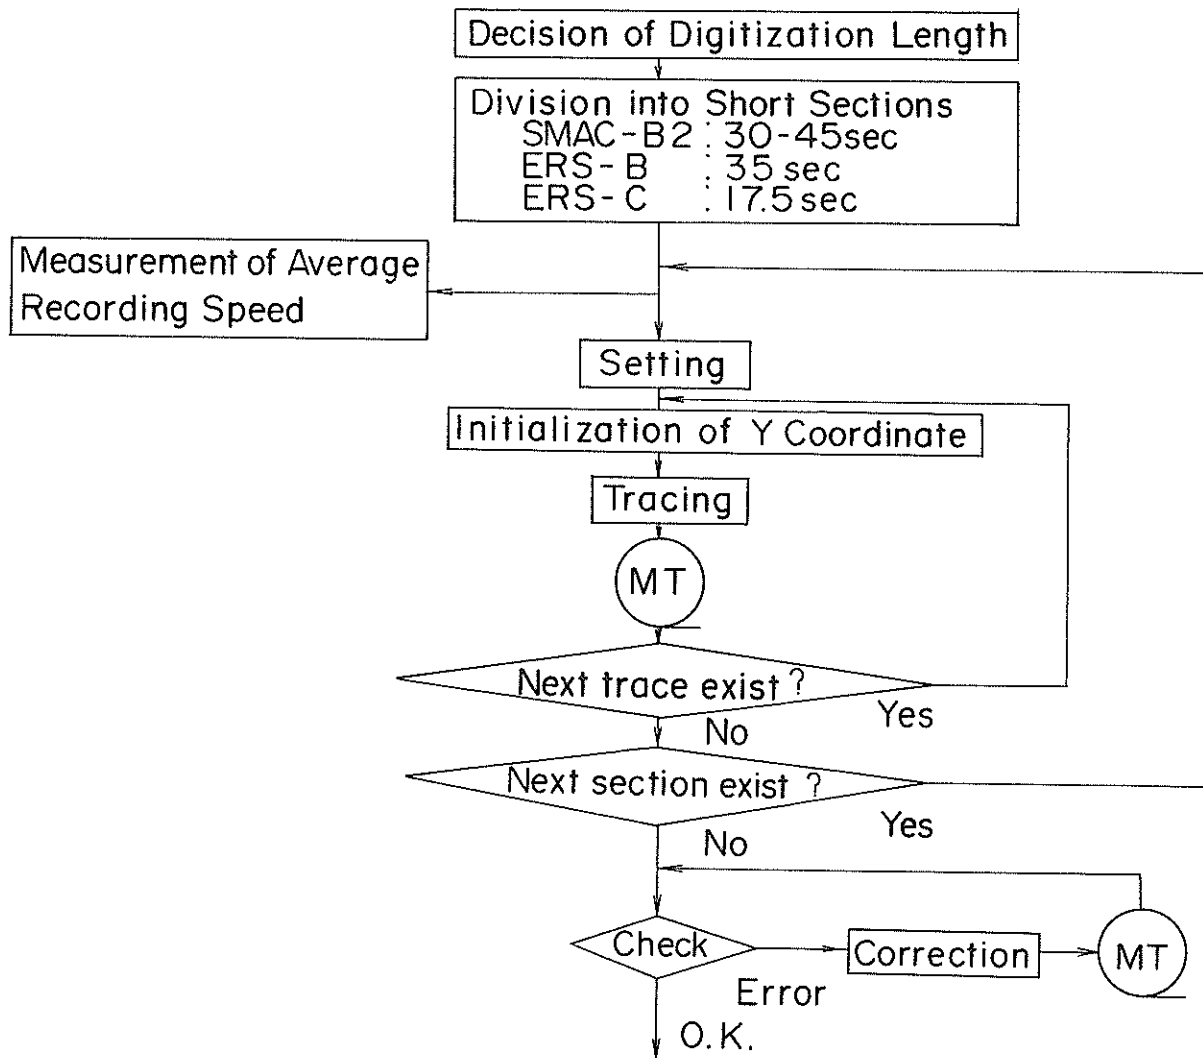 Decision of Digitization Length
Division into Short Sections
SMAC-B2 : 30-45sec
ERS-B : 35 sec
ERS-C : 17.5 sec
Measurement of Average
Recording Speed
Setting
Initialization of Y Coordinate
Tracing
MT
Next trace exist ?
Yes
No
Next section exist ?
Yes
No
Check
Correction
MT
Error
O.K.